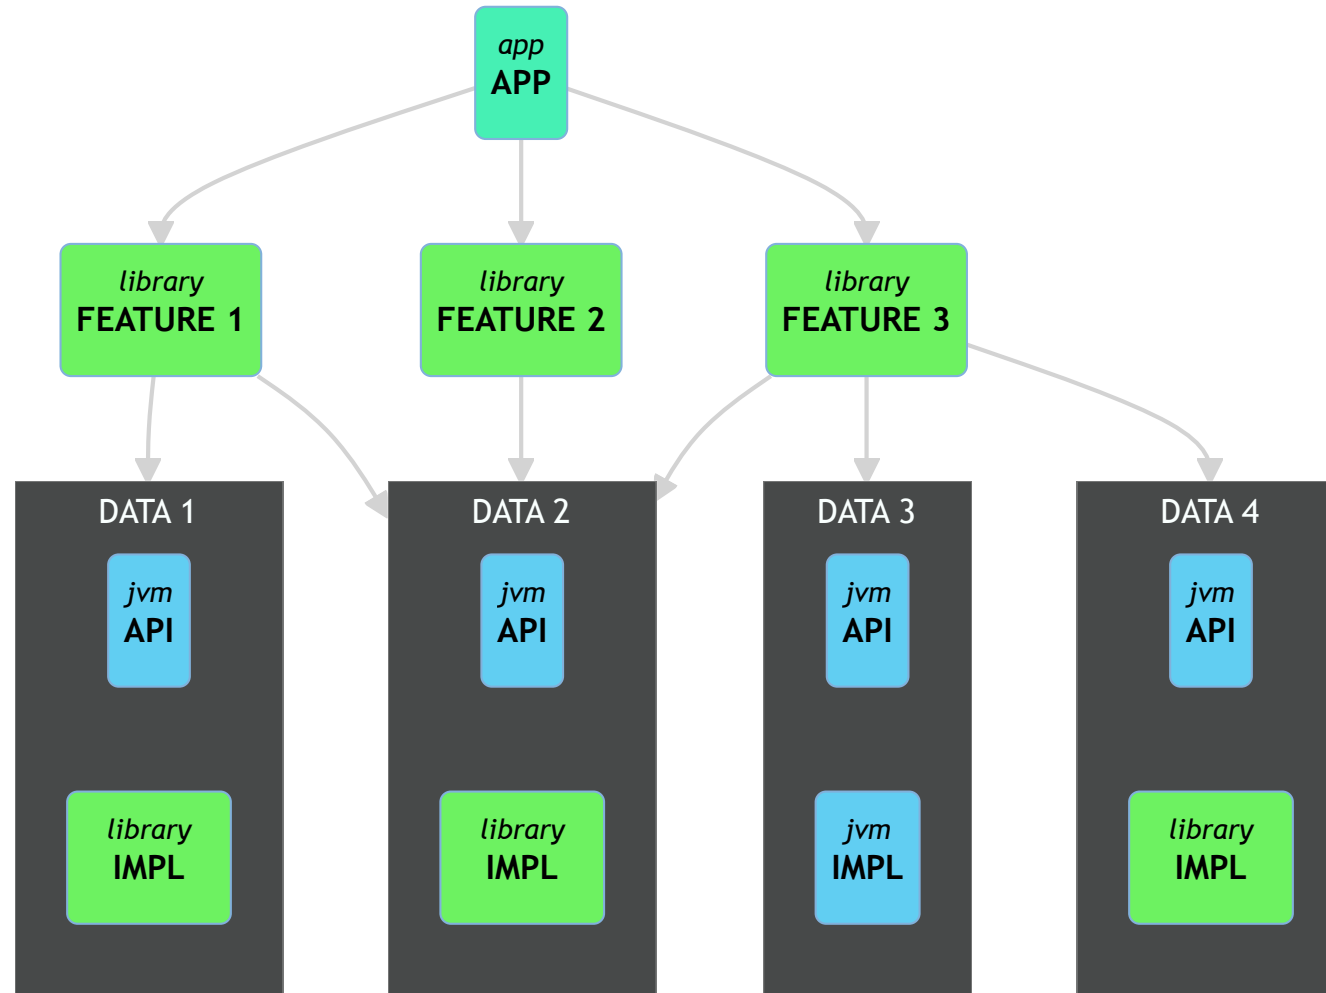 app
APP
library
FEATURE 1
library
FEATURE 2
library
FEATURE 3
DATA 1
jvm
API
library
IMPL
DATA 2
jvm
API
library
IMPL
DATA 3
jvm
API
jvm
IMPL
DATA 4
jvm
API
library
IMPL